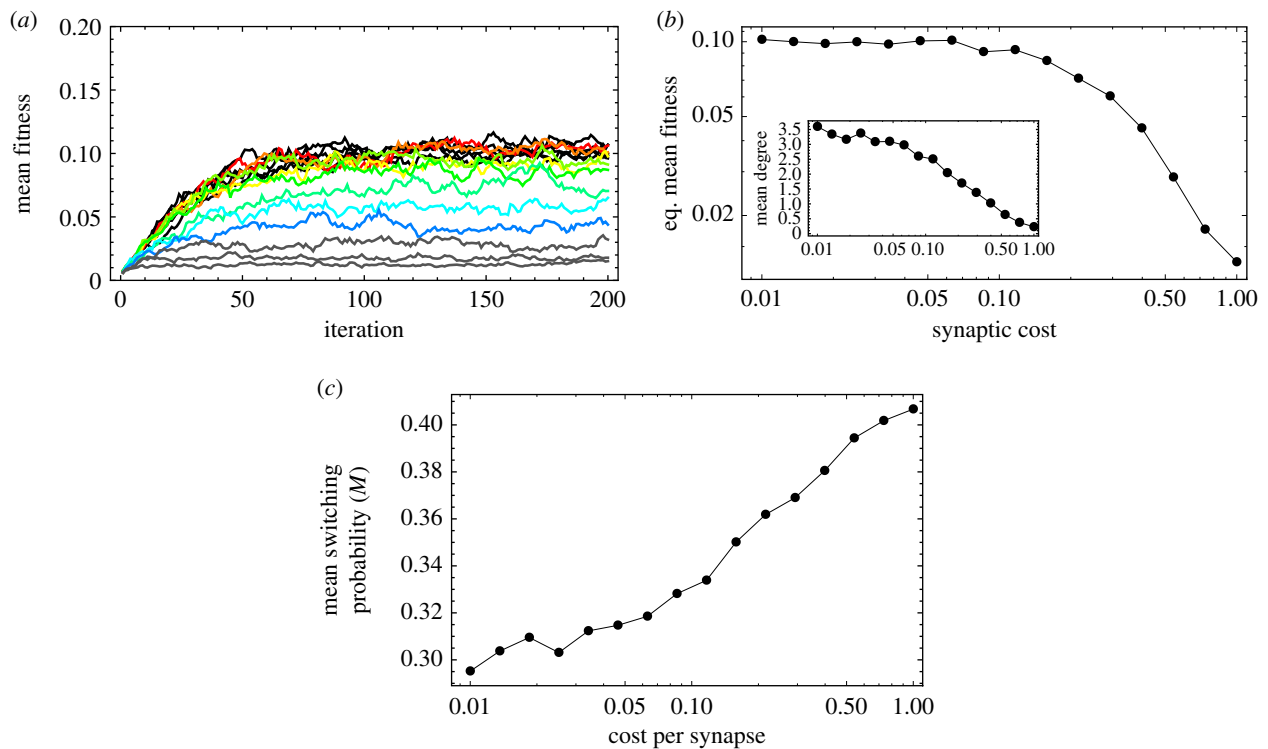 (a)
0.20
0.15
0.10
0.05
0
mean fitness
0 50 100 150 200
iteration
(b)
0.10
0.05
0.02
eq. mean fitness
3.5
3.0
2.5
2.0
1.5
1.0
0.5
0
mean degree
0.01 0.05 0.10 0.50 1.00
0.01 0.05 0.10 0.50 1.00
synaptic cost
(c)
0.40
0.38
0.36
0.34
0.32
0.30
mean switching
probability (M)
0.01 0.05 0.10 0.50 1.00
cost per synapse